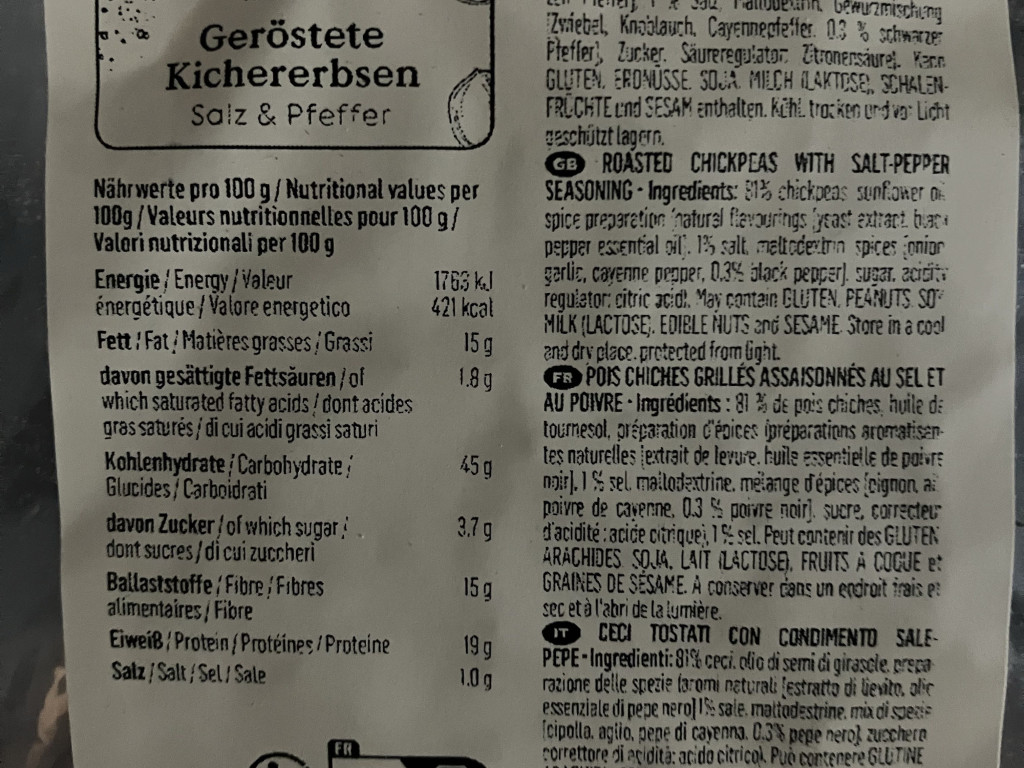 Geröstete
Kichererbsen
Salz & Pfeffer
Nährwerte pro 100 g / Nutritional values per
100g / Valeurs nutritionnelles pour 100 g /
Valori nutrizionali per 100 g
Energie / Energy / Valeur 1763 kJ
énergétique / Valore energetico 421 kcal
Fett / Fat / Matières grasses / Grassi 15 g
davon gesättigte Fettsäuren / of 1.8 g
which saturated fatty acids / dont acides
gras saturés / di cui acidi grassi saturi
Kohlenhydrate / Carbohydrate / 45 g
Glucides / Carboidrati
davon Zucker / of which sugar / 3.7 g
dont sucres / di cui zuccheri
Ballaststoffe / Fibre / Fibres 15 g
alimentaires / Fibre
Eiweiß / Protein / Protéines / Proteine 19 g
Salz / Salt / Sel / Sale 1.0 g
FR
Gewürzmischung
Zwiebel, Knoblauch, Cayennepfeffer, 0.3 % schwarzer
Pfeffer), Zucker, Säureregulator: Zitronensäure). Kann
GLUTEN, ERDNÜSSE, SOJA, MILCH (LAKTOSE), SCHALEN-
FRÜCHTE und SESAM enthalten. Kühl, trocken und vor Licht
geschützt lagern.
GB ROASTED CHICKPEAS WITH SALT-PEPPER
SEASONING - Ingredients: 81% chickpeas, sunflower
spice preparation (natural flavourings (yeast extract, black
pepper essential oil), 1% salt, maltodextrin, spices (onion
garlic, cayenne pepper, 0.3% black pepper), sugar, acidity
regulator: citric acid). May contain GLUTEN, PEANUTS,
MILK (LACTOSE), EDIBLE NUTS and SESAME. Store in a cool
and dry place, protected from light.
FR POIS CHICHES GRILLÉS ASSAISONNÉS AU SEL ET
AU POIVRE - Ingrédients : 81 % de pois chiches, huile de
tournesol, préparation d'épices (préparations aromatisan-
tes naturelles (extrait de levure, huile essentielle de poivre
noir), 1 % sel, maltodextrine, mélange d'épices (oignon, ail
poivre de cayenne, 0.3 % poivre noir), sucre, correcteur
d'acidité : acide citrique), 1 % sel. Peut contenir des GLUTEN
ARACHIDES, SOJA, LAIT (LACTOSE), FRUITS À COQUE et
GRAINES DE SÉSAME. À conserver dans un endroit frais et
sec et à l'abri de la lumière.
IT CECI TOSTATI CON CONDIMENTO SALE-
PEPE - Ingredienti: 81% ceci, olio di semi di girasole, prepa-
razione delle spezie (aromi naturali (estratto di lievito, olio
essenziale di pepe nero) 1% sale, maltodestrine, mix di spezie
(cipolla, aglio, pepe di cayenna, 0.3% pepe nero), zucchero
correttore di acidità: acido citrico). Può contenere GLUTINE